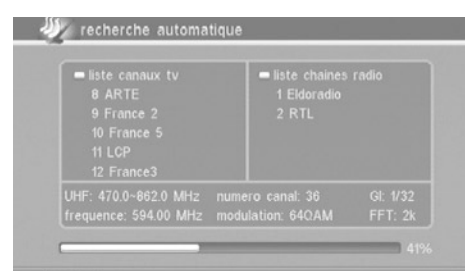 recherche automatique
liste canaux tv
8 ARTE
9 France 2
10 France 5
11 LCP
12 France3
liste chaines radio
1 Eldoradio
2 RTL
UHF: 470.0~862.0 MHz numero canal: 36 GI: 1/32
frequence: 594.00 MHz modulation: 64QAM FFT: 2k
41%